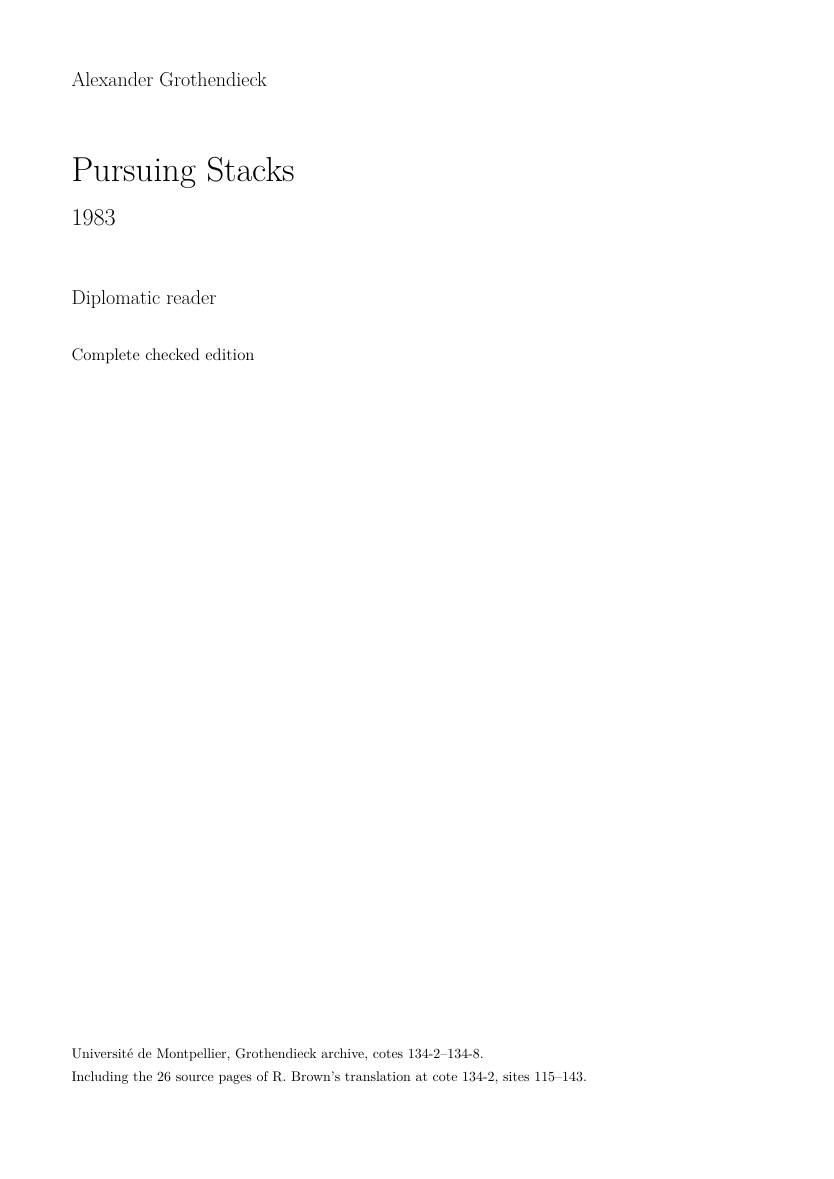 Alexander Grothendieck
Pursuing Stacks
1983
Diplomatic reader
Complete checked edition
Université de Montpellier, Grothendieck archive, cotes 134-2–134-8.
Including the 26 source pages of R. Brown's translation at cote 134-2, sites 115–143.